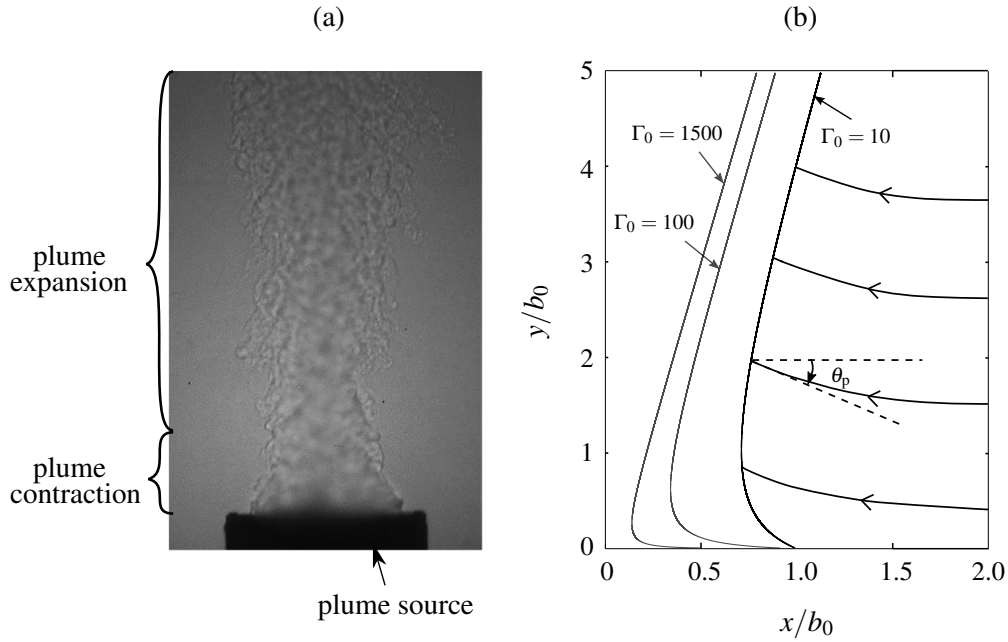 (a)
plume
expansion
plume
contraction
plume source
(b)
5
4
3
2
1
0
y/b₀
Γ₀ = 1500
Γ₀ = 100
Γ₀ = 10
θₚ
0 0.5 1.0 1.5 2.0
x/b₀